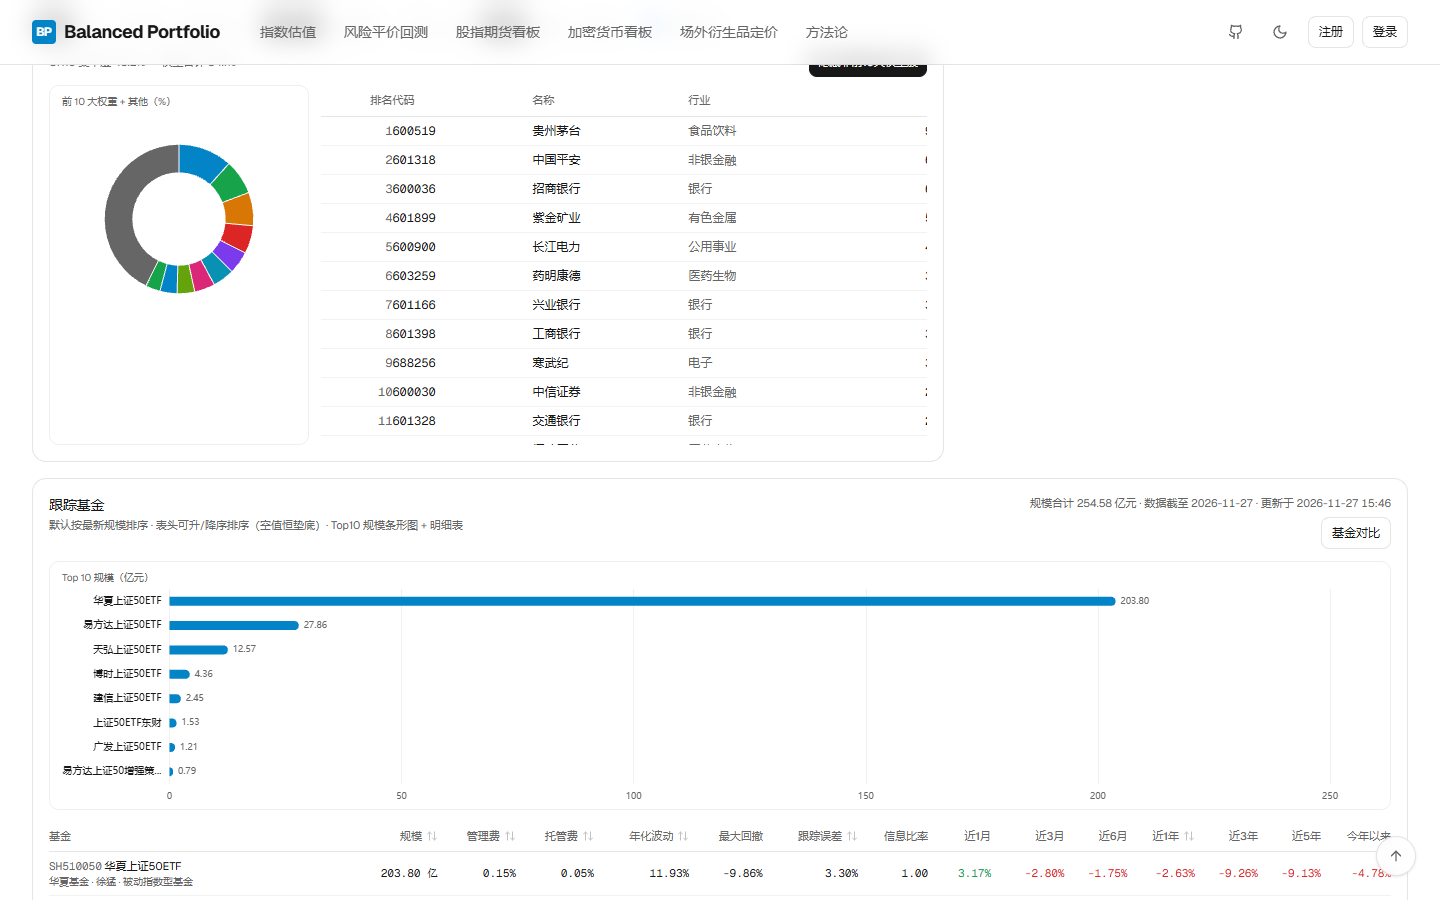 BP Balanced Portfolio 指数估值 风险平价回测 股指期货看板 加密货币看板 场外衍生品定价 方法论 注册 登录
前 10 大权重 + 其他（%）
排名 代码 名称 行业
1 600519 贵州茅台 食品饮料
2 601318 中国平安 非银金融
3 600036 招商银行 银行
4 601899 紫金矿业 有色金属
5 600900 长江电力 公用事业
6 603259 药明康德 医药生物
7 601166 兴业银行 银行
8 601398 工商银行 银行
9 688256 寒武纪 电子
10 600030 中信证券 非银金融
11 601328 交通银行 银行
跟踪基金
规模合计 254.58 亿元 · 数据截至 2026-11-27 · 更新于 2026-11-27 15:46
默认按最新规模排序 · 表头可升/降序排序（空值恒垫底） · Top10 规模条形图 + 明细表
基金对比
Top 10 规模（亿元）
华夏上证50ETF 203.80
易方达上证50ETF 27.86
天弘上证50ETF 12.57
博时上证50ETF 4.36
建信上证50ETF 2.45
上证50ETF东财 1.53
广发上证50ETF 1.21
易方达上证50增强策... 0.79
0 50 100 150 200 250
基金 规模 管理费 托管费 年化波动 最大回撤 跟踪误差 信息比率 近1月 近3月 近6月 近1年 近3年 近5年 今年以来
SH510050 华夏上证50ETF 203.80 亿 0.15% 0.05% 11.93% -9.86% 3.30% 1.00 3.17% -2.80% -1.75% -2.63% -9.26% -9.13% -4.78%
华夏基金 · 徐猛 · 被动指数型基金